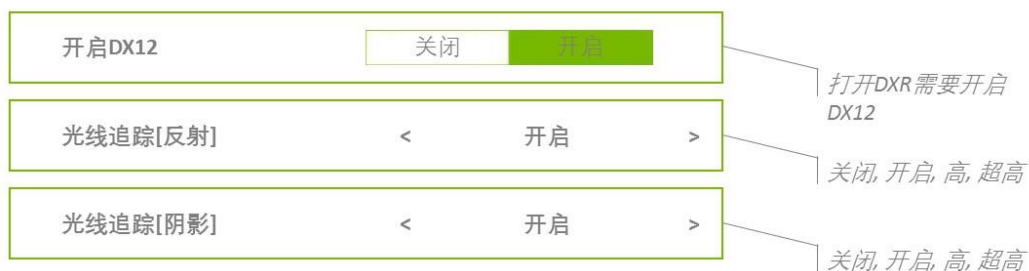 开启DX12 关闭 开启
打开DXR需要开启
DX12
光线追踪[反射] < 开启 >
关闭, 开启, 高, 超高
光线追踪[阴影] < 开启 >
关闭, 开启, 高, 超高